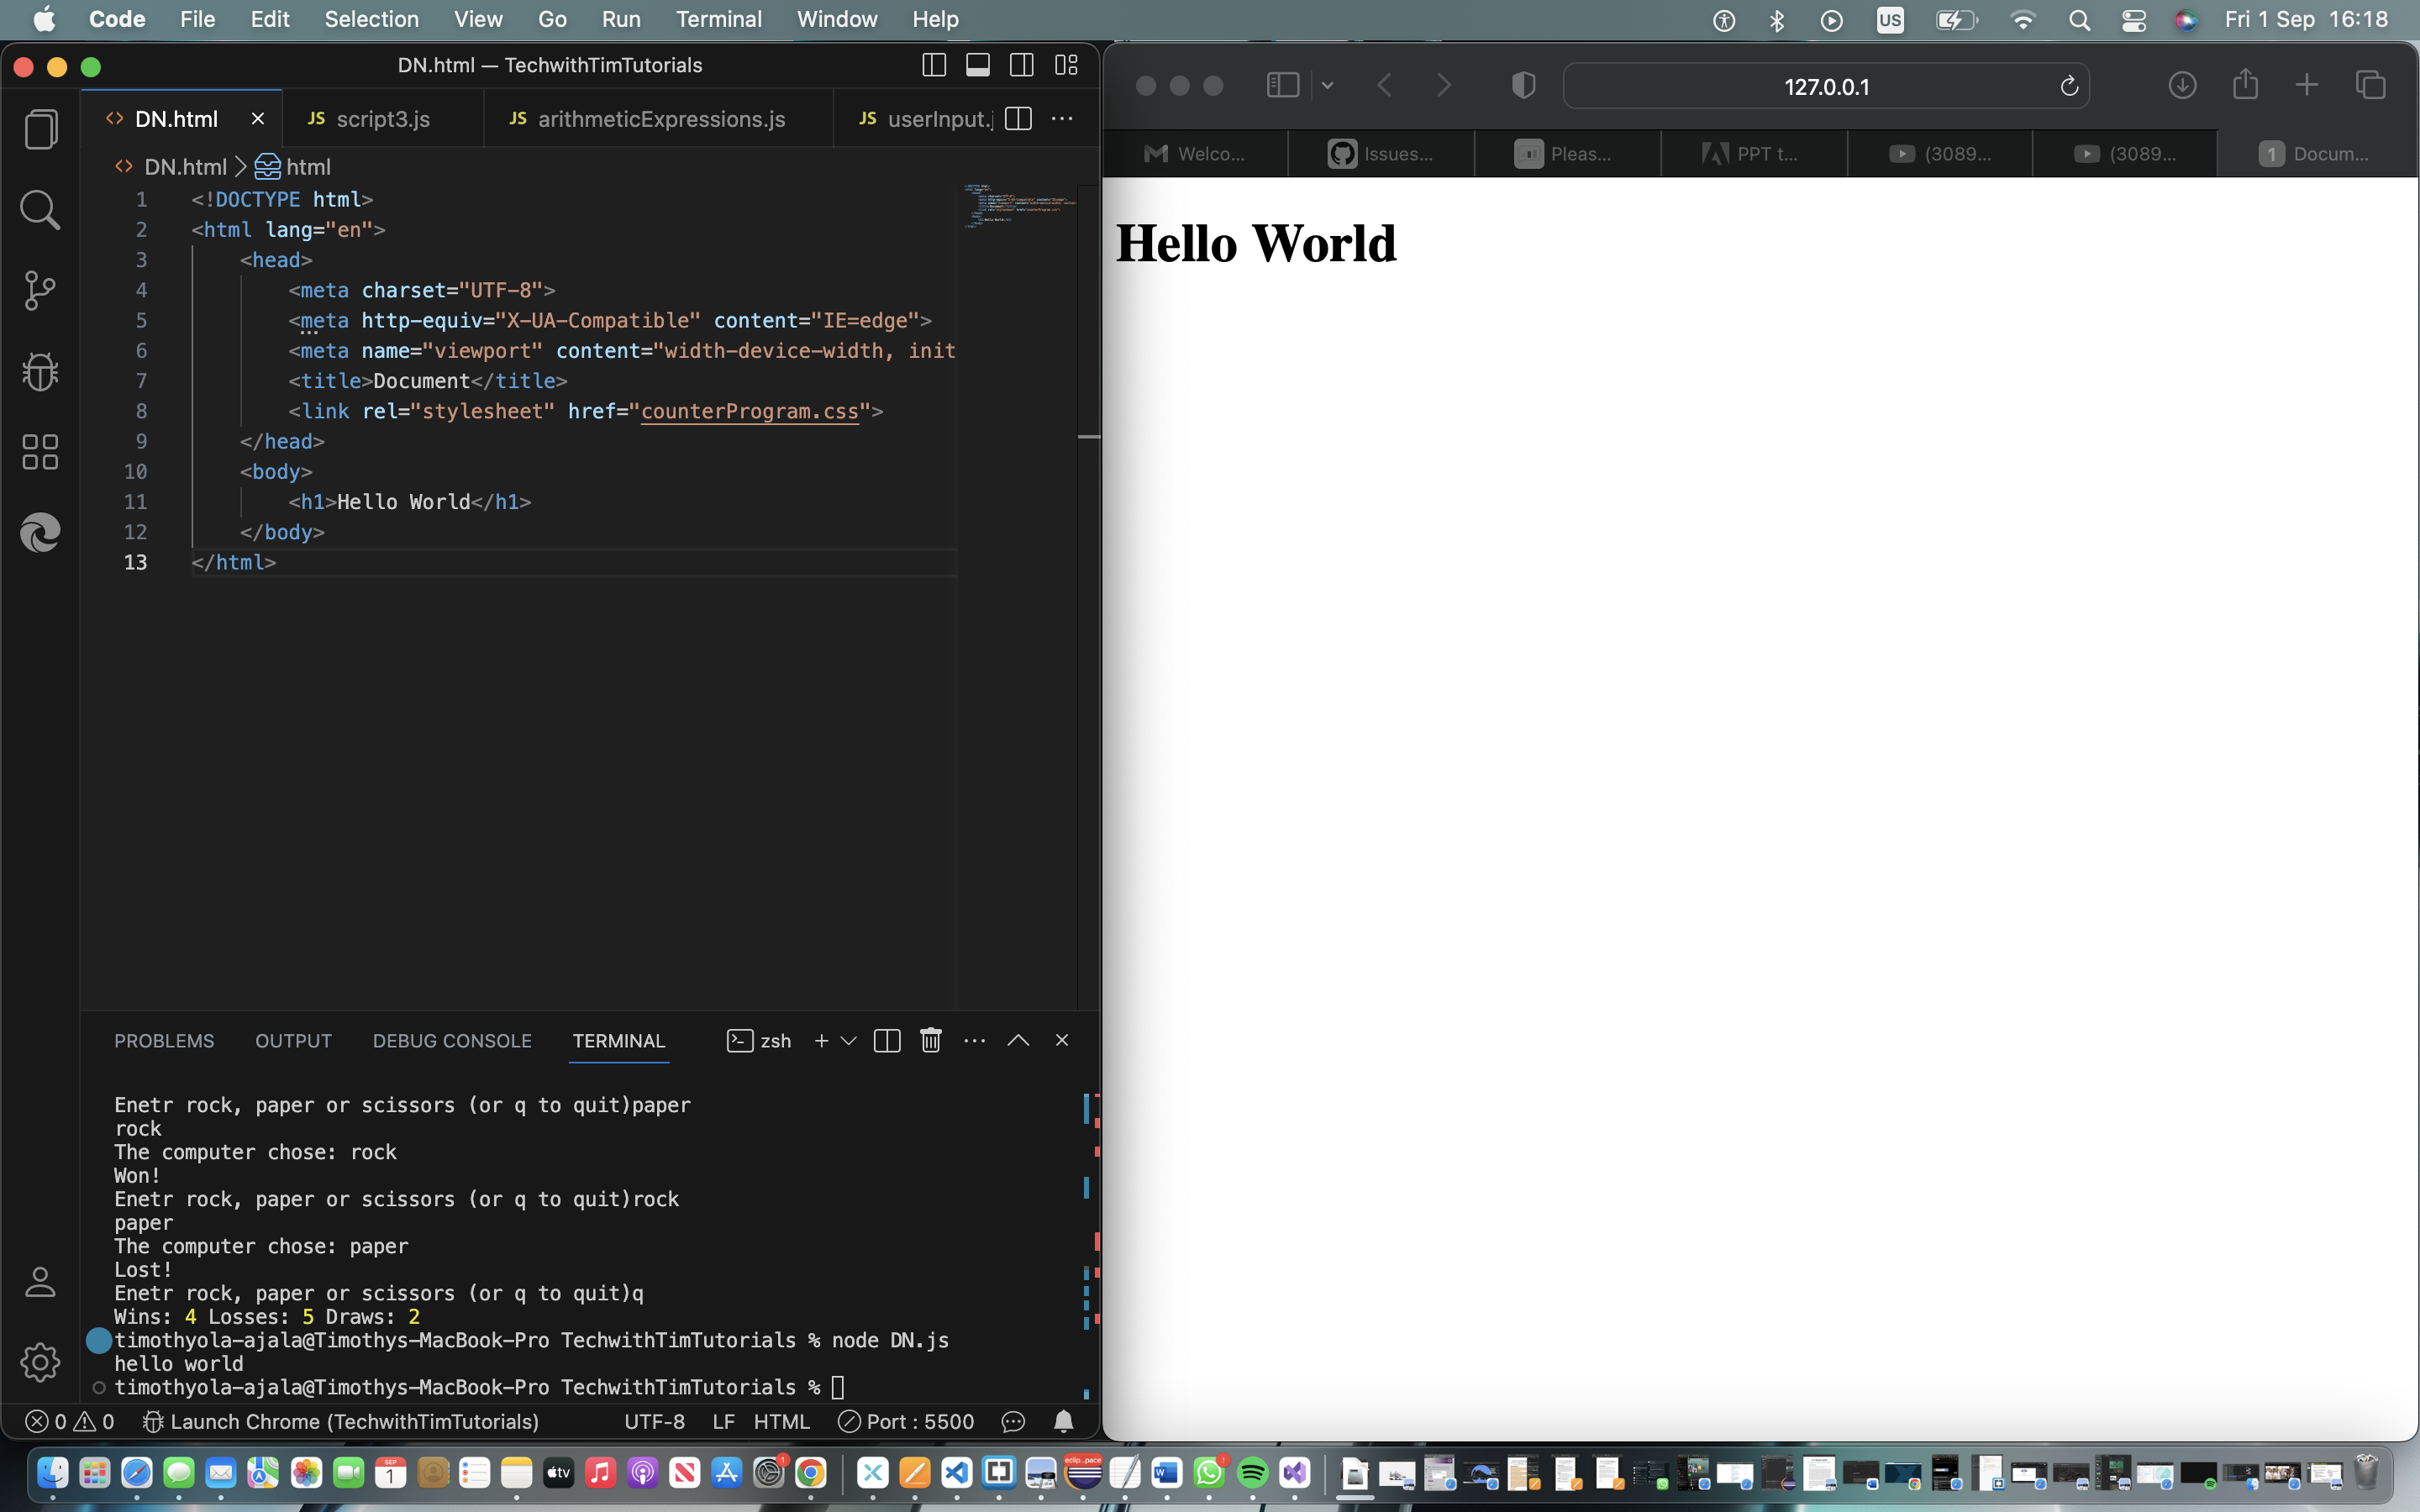 Code File Edit Selection View Go Run Terminal Window Help US Fri 1 Sep 16:18
DN.html — TechwithTimTutorials
DN.html JS script3.js JS arithmeticExpressions.js JS userInput.j
DN.html > html
1 <!DOCTYPE html>
2 <html lang="en">
3 <head>
4 <meta charset="UTF-8">
5 <meta http-equiv="X-UA-Compatible" content="IE=edge">
6 <meta name="viewport" content="width-device-width, init
7 <title>Document</title>
8 <link rel="stylesheet" href="counterProgram.css">
9 </head>
10 <body>
11 <h1>Hello World</h1>
12 </body>
13 </html>
PROBLEMS OUTPUT DEBUG CONSOLE TERMINAL zsh
Enetr rock, paper or scissors (or q to quit)paper
rock
The computer chose: rock
Won!
Enetr rock, paper or scissors (or q to quit)rock
paper
The computer chose: paper
Lost!
Enetr rock, paper or scissors (or q to quit)q
Wins: 4 Losses: 5 Draws: 2
timothyola-ajala@Timothys-MacBook-Pro TechwithTimTutorials % node DN.js
hello world
timothyola-ajala@Timothys-MacBook-Pro TechwithTimTutorials %
0 0 Launch Chrome (TechwithTimTutorials) UTF-8 LF HTML Port : 5500
127.0.0.1
Welco... Issues... Pleas... PPT t... (3089... (3089... 1 Docum...
Hello World
SEP
1
tv
1
1